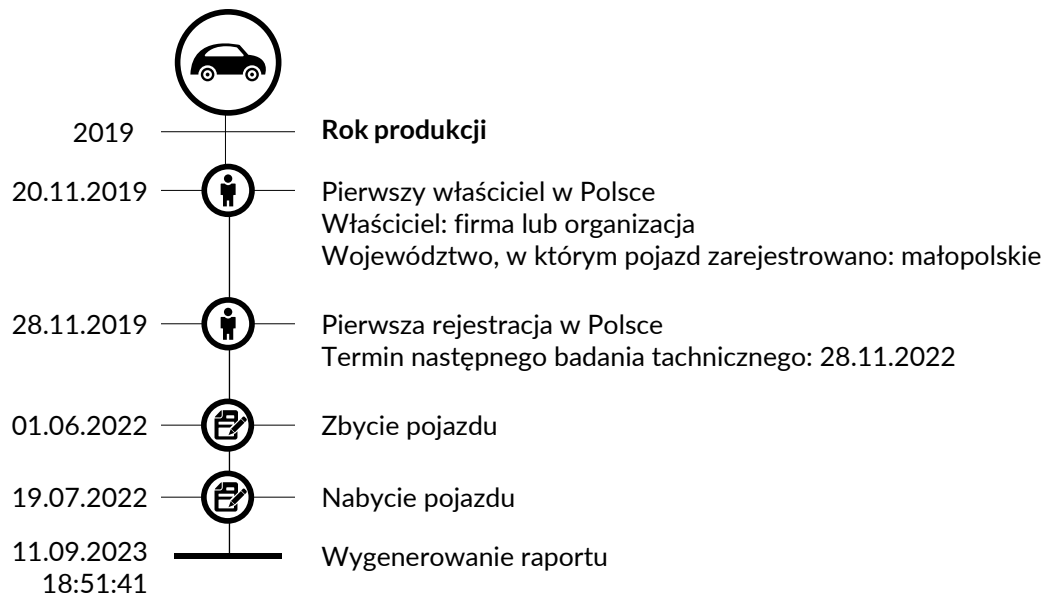 2019 Rok produkcji
20.11.2019 Pierwszy właściciel w Polsce
Właściciel: firma lub organizacja
Województwo, w którym pojazd zarejestrowano: małopolskie
28.11.2019 Pierwsza rejestracja w Polsce
Termin następnego badania tachnicznego: 28.11.2022
01.06.2022 Zbycie pojazdu
19.07.2022 Nabycie pojazdu
11.09.2023 Wygenerowanie raportu
18:51:41